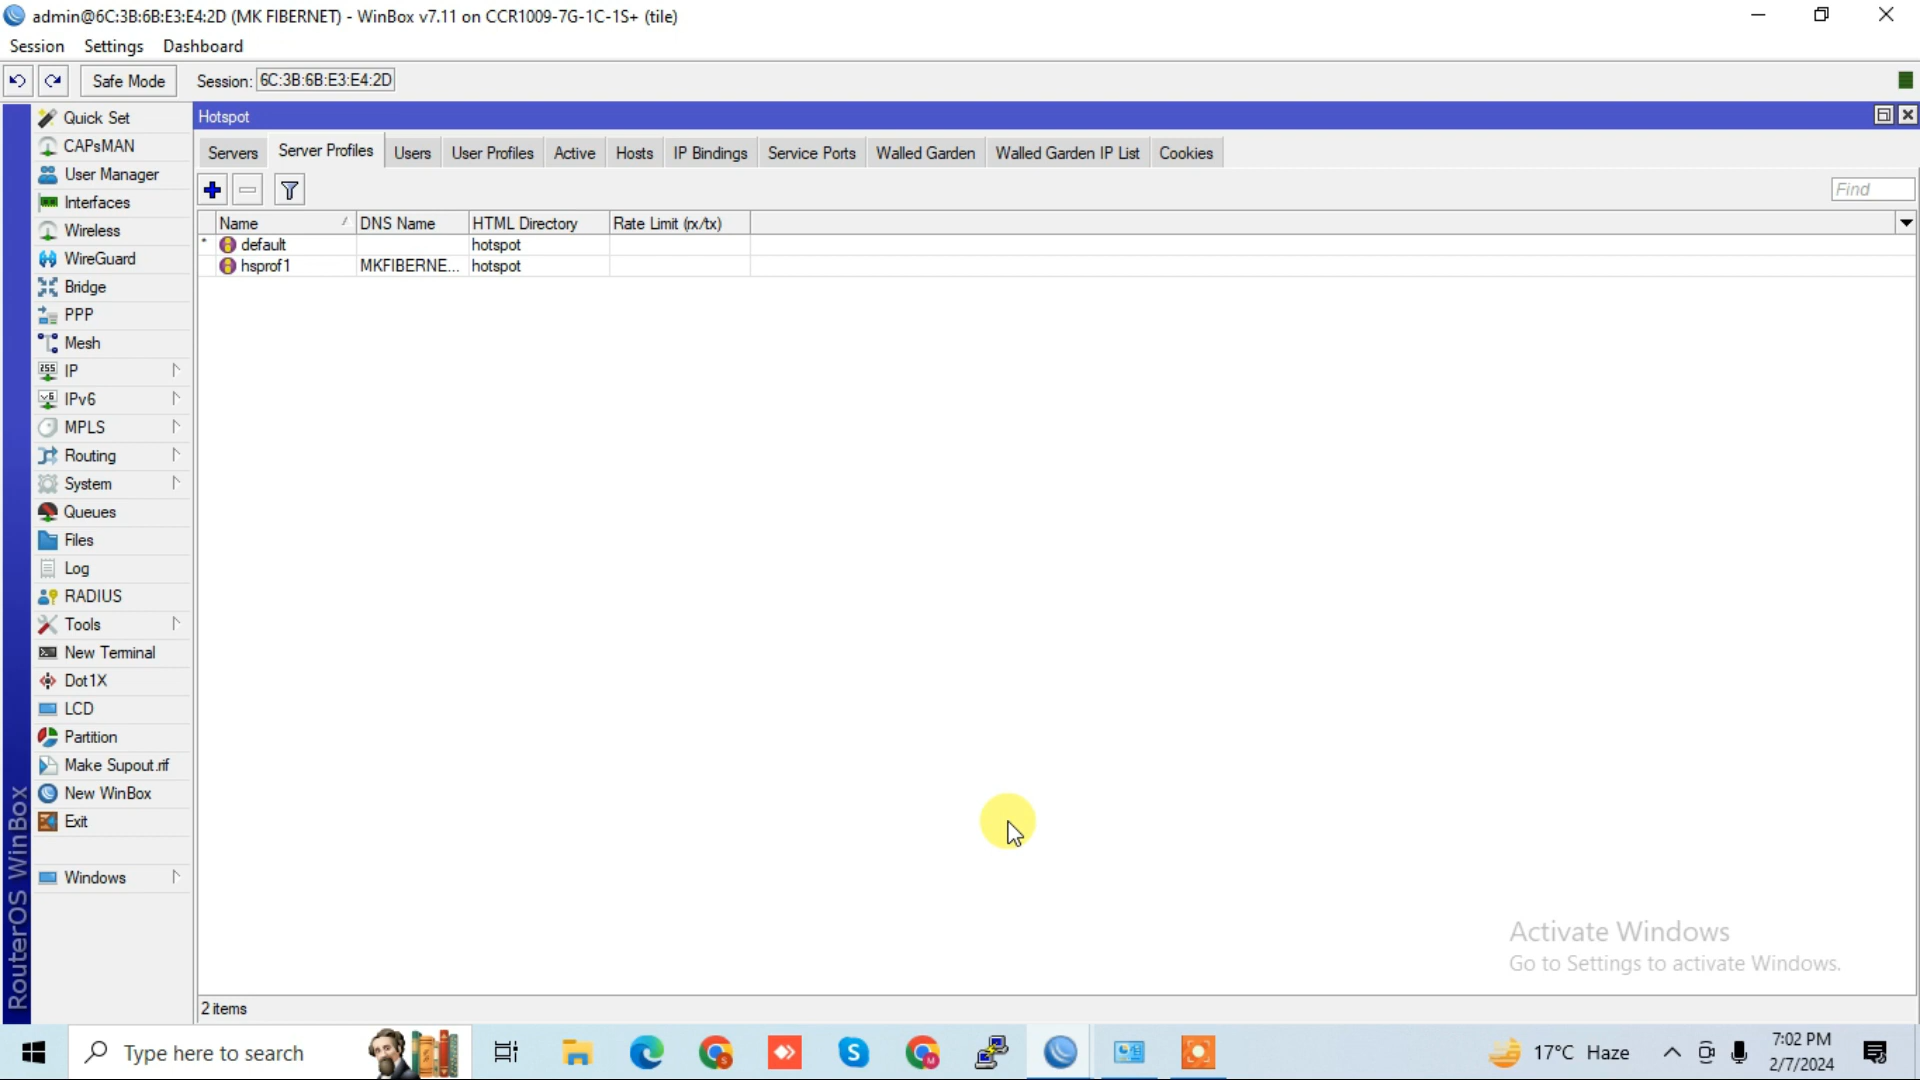 admin@6C:3B:6B:E3:E4:2D (MK FIBERNET) - WinBox v7.11 on CCR1009-7G-1C-1S+ (tile)
Session Settings Dashboard
Safe Mode Session: 6C:3B:6B:E3:E4:2D
Hotspot
Servers Server Profiles Users User Profiles Active Hosts IP Bindings Service Ports Walled Garden Walled Garden IP List Cookies
Find
Name DNS Name HTML Directory Rate Limit (rx/tx)
* default hotspot
hsprof1 MKFIBERNE... hotspot
2 items
Quick Set
CAPsMAN
User Manager
Interfaces
Wireless
WireGuard
Bridge
PPP
Mesh
IP
IPv6
MPLS
Routing
System
Queues
Files
Log
RADIUS
Tools
New Terminal
Dot1X
LCD
Partition
Make Supout.rif
New WinBox
Exit
Windows
RouterOS WinBox
Activate Windows
Go to Settings to activate Windows.
Type here to search
17°C Haze
7:02 PM
2/7/2024